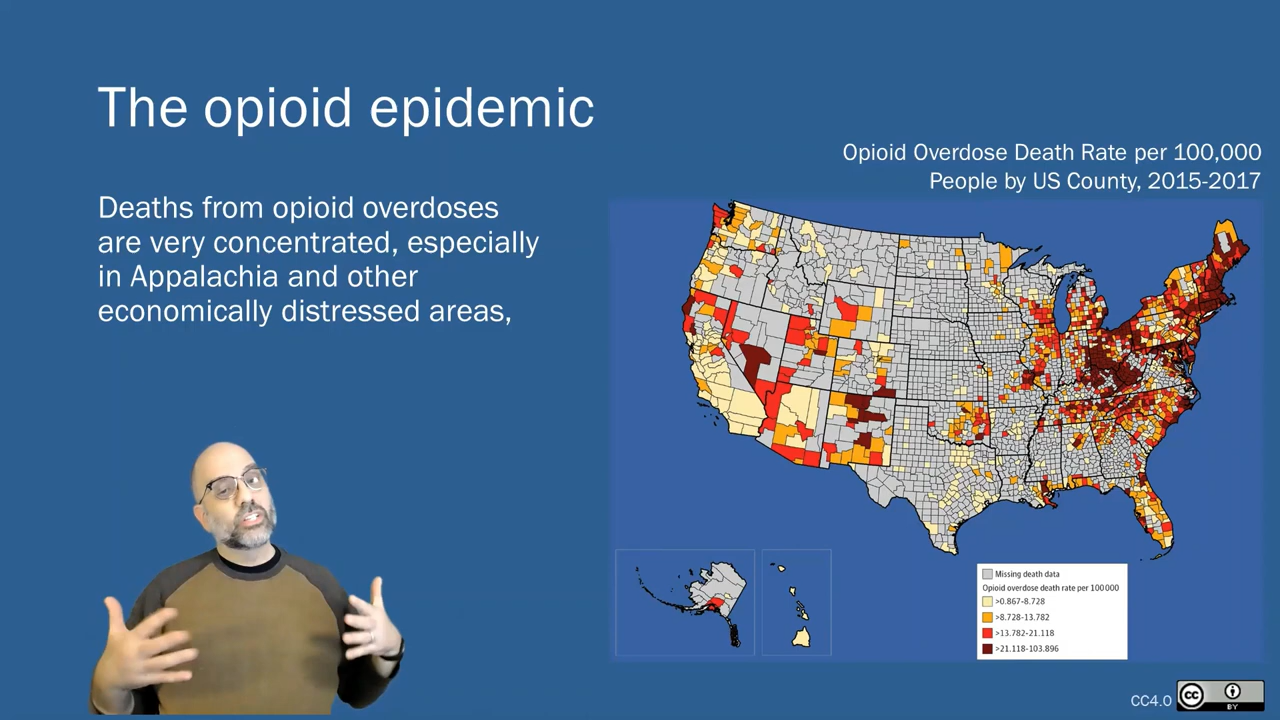 The opioid epidemic
Opioid Overdose Death Rate per 100,000
People by US County, 2015-2017
Deaths from opioid overdoses
are very concentrated, especially
in Appalachia and other
economically distressed areas,
Missing death data
Opioid overdose death rate per 100 000
>0.867-8.728
>8.728-13.782
>13.782-21.118
>21.118-103.896
CC4.0
cc
BY